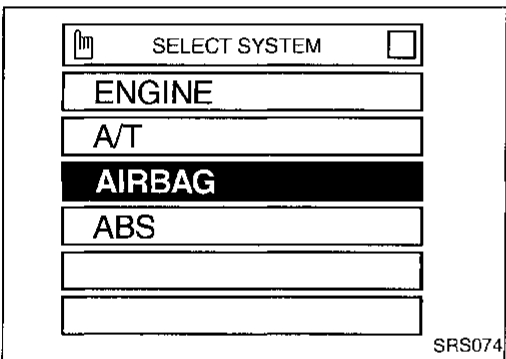 SELECT SYSTEM
ENGINE
A/T
AIRBAG
ABS
SRS074